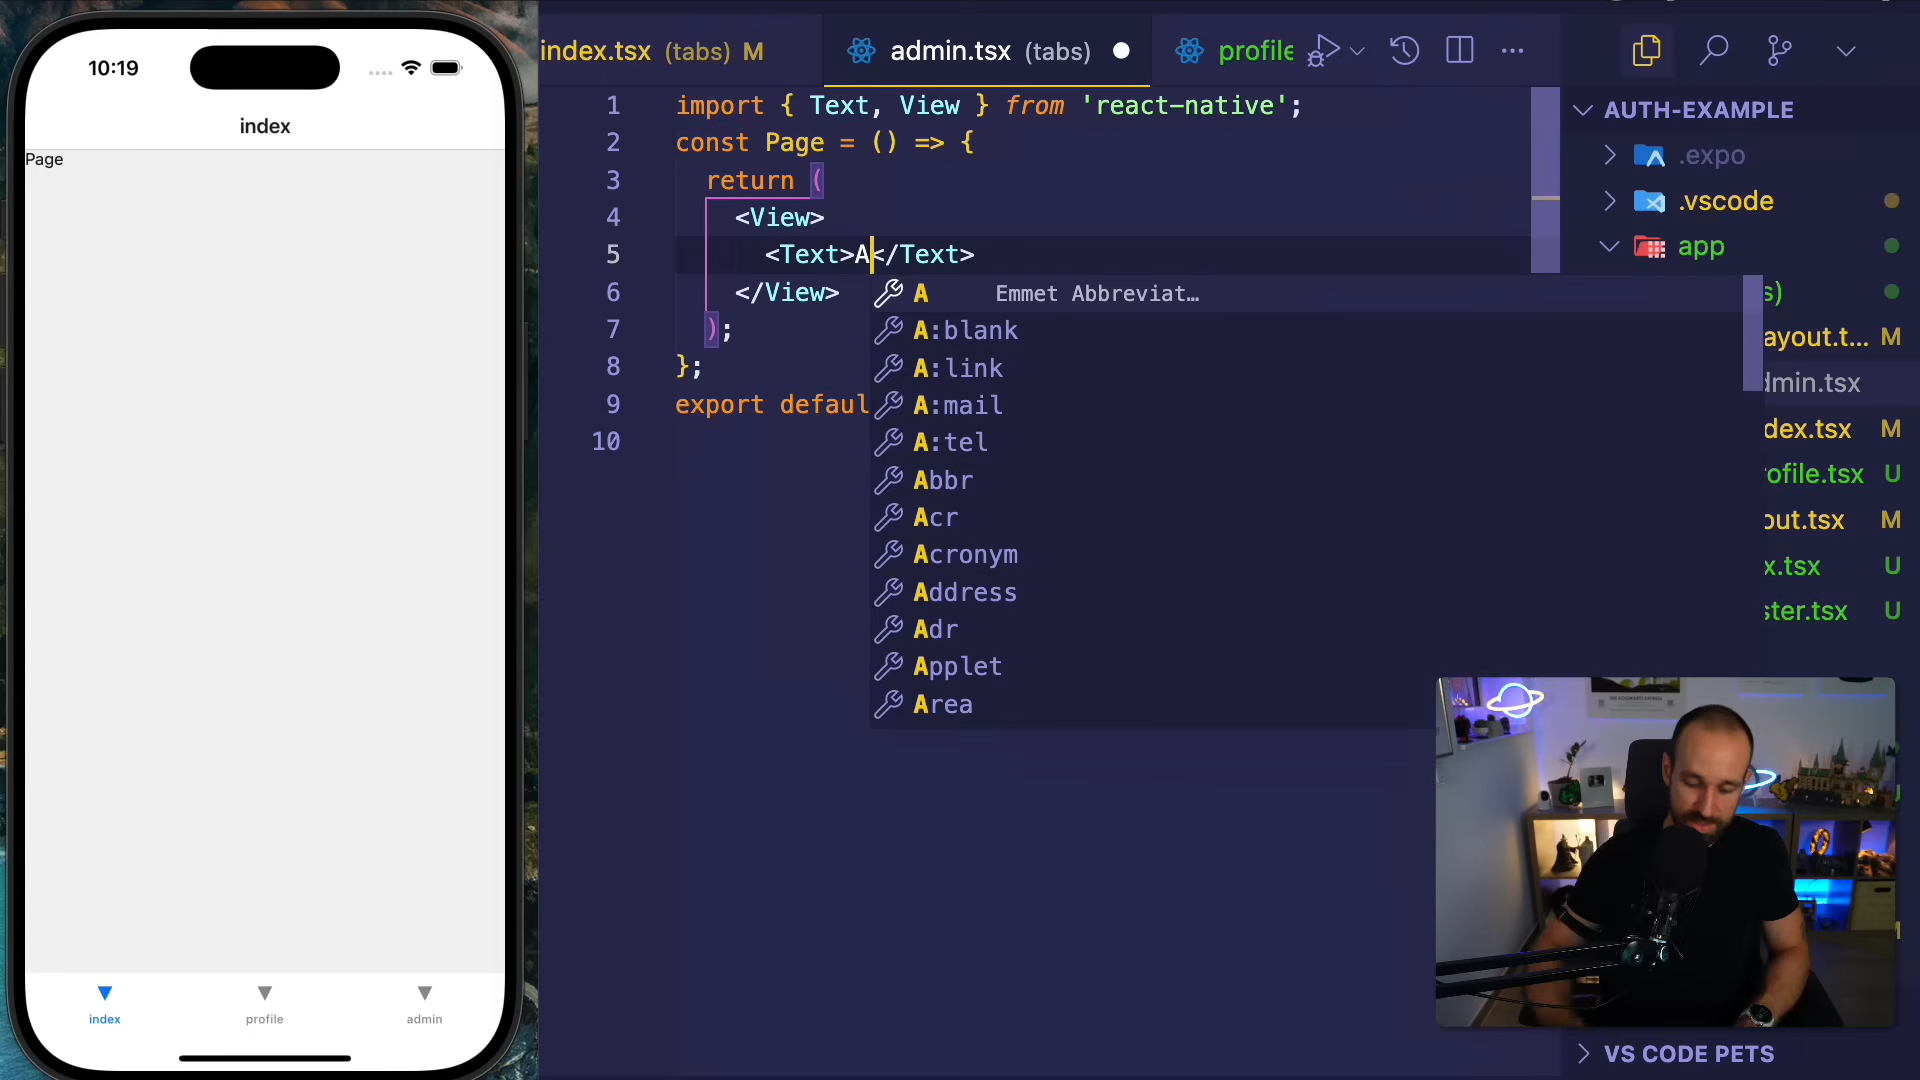 10:19
index
Page
index
profile
admin
index.tsx (tabs) M
admin.tsx (tabs)
profile
1 import { Text, View } from 'react-native';
2 const Page = () => {
3 return (
4 <View>
5 <Text>A</Text>
6 </View>
7 );
8 };
9 export defaul
10
A Emmet Abbreviat…
A:blank
A:link
A:mail
A:tel
Abbr
Acr
Acronym
Address
Adr
Applet
Area
AUTH-EXAMPLE
.expo
.vscode
app
s)
ayout.t... M
dmin.tsx
dex.tsx M
ofile.tsx U
out.tsx M
x.tsx U
ster.tsx U
VS CODE PETS